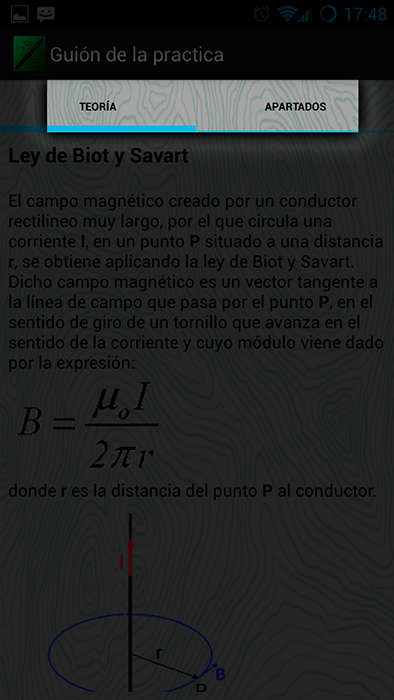 17:48
Guión de la practica
TEORÍA
APARTADOS
Ley de Biot y Savart
El campo magnético creado por un conductor
rectilineo muy largo, por el que circula una
corriente I, en un punto P situado a una distancia
r, se obtiene aplicando la ley de Biot y Savart.
Dicho campo magnético es un vector tangente a
la línea de campo que pasa por el punto P, en el
sentido de giro de un tornillo que avanza en el
sentido de la corriente y cuyo módulo viene dado
por la expresión:
B = μoI / 2πr
donde r es la distancia del punto P al conductor.
I
r
B
P